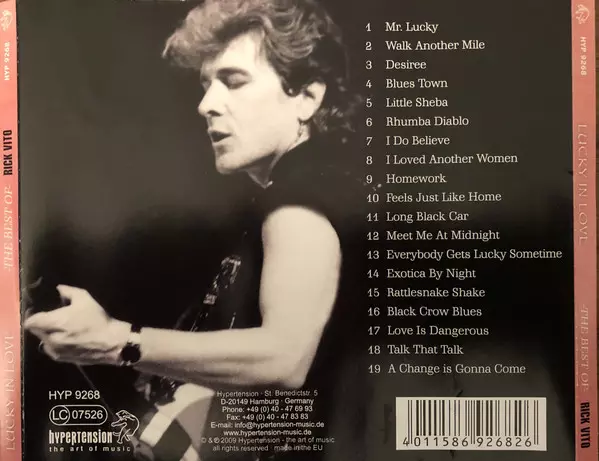 HYP 9268
RICK VITO
THE BEST OF
LUCKY IN LOVE
1 Mr. Lucky
2 Walk Another Mile
3 Desiree
4 Blues Town
5 Little Sheba
6 Rhumba Diablo
7 I Do Believe
8 I Loved Another Women
9 Homework
10 Feels Just Like Home
11 Long Black Car
12 Meet Me At Midnight
13 Everybody Gets Lucky Sometime
14 Exotica By Night
15 Rattlesnake Shake
16 Black Crow Blues
17 Love Is Dangerous
18 Talk That Talk
19 A Change is Gonna Come
HYP 9268
LC 07526
hypertension
the art of music
Hypertension · St. Benedictstr. 5
D-20149 Hamburg · Germany
Phone: +49 (0) 40 - 47 69 93
Fax: +49 (0) 40 - 47 83 83
E-mail: info@hypertension-music.de
www.hypertension-music.de
© & ℗ 2009 Hypertension - the art of music
all rights reserved · made in the EU
4011586926826
HYP 9268
LUCKY IN LOVE
THE BEST OF
RICK VITO